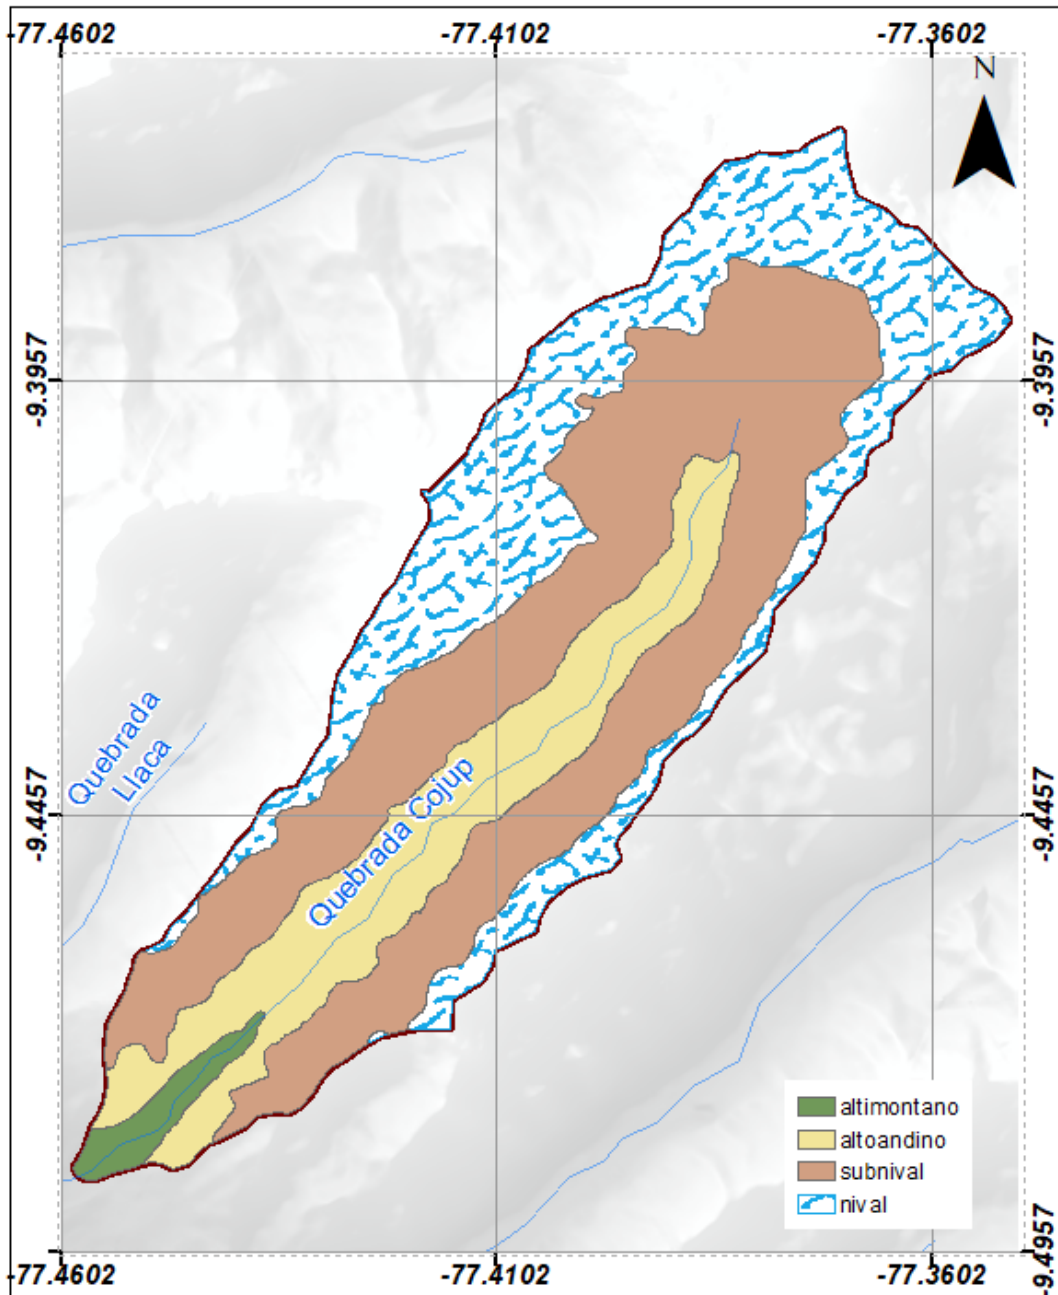 -77.4602
-77.4102
-77.3602
N
-9.3957
-9.3957
Quebrada
Llaca
Quebrada Cojup
-9.4457
-9.4457
altimontano
altoandino
subnival
nival
-9.4957
-77.4602
-77.4102
-77.3602